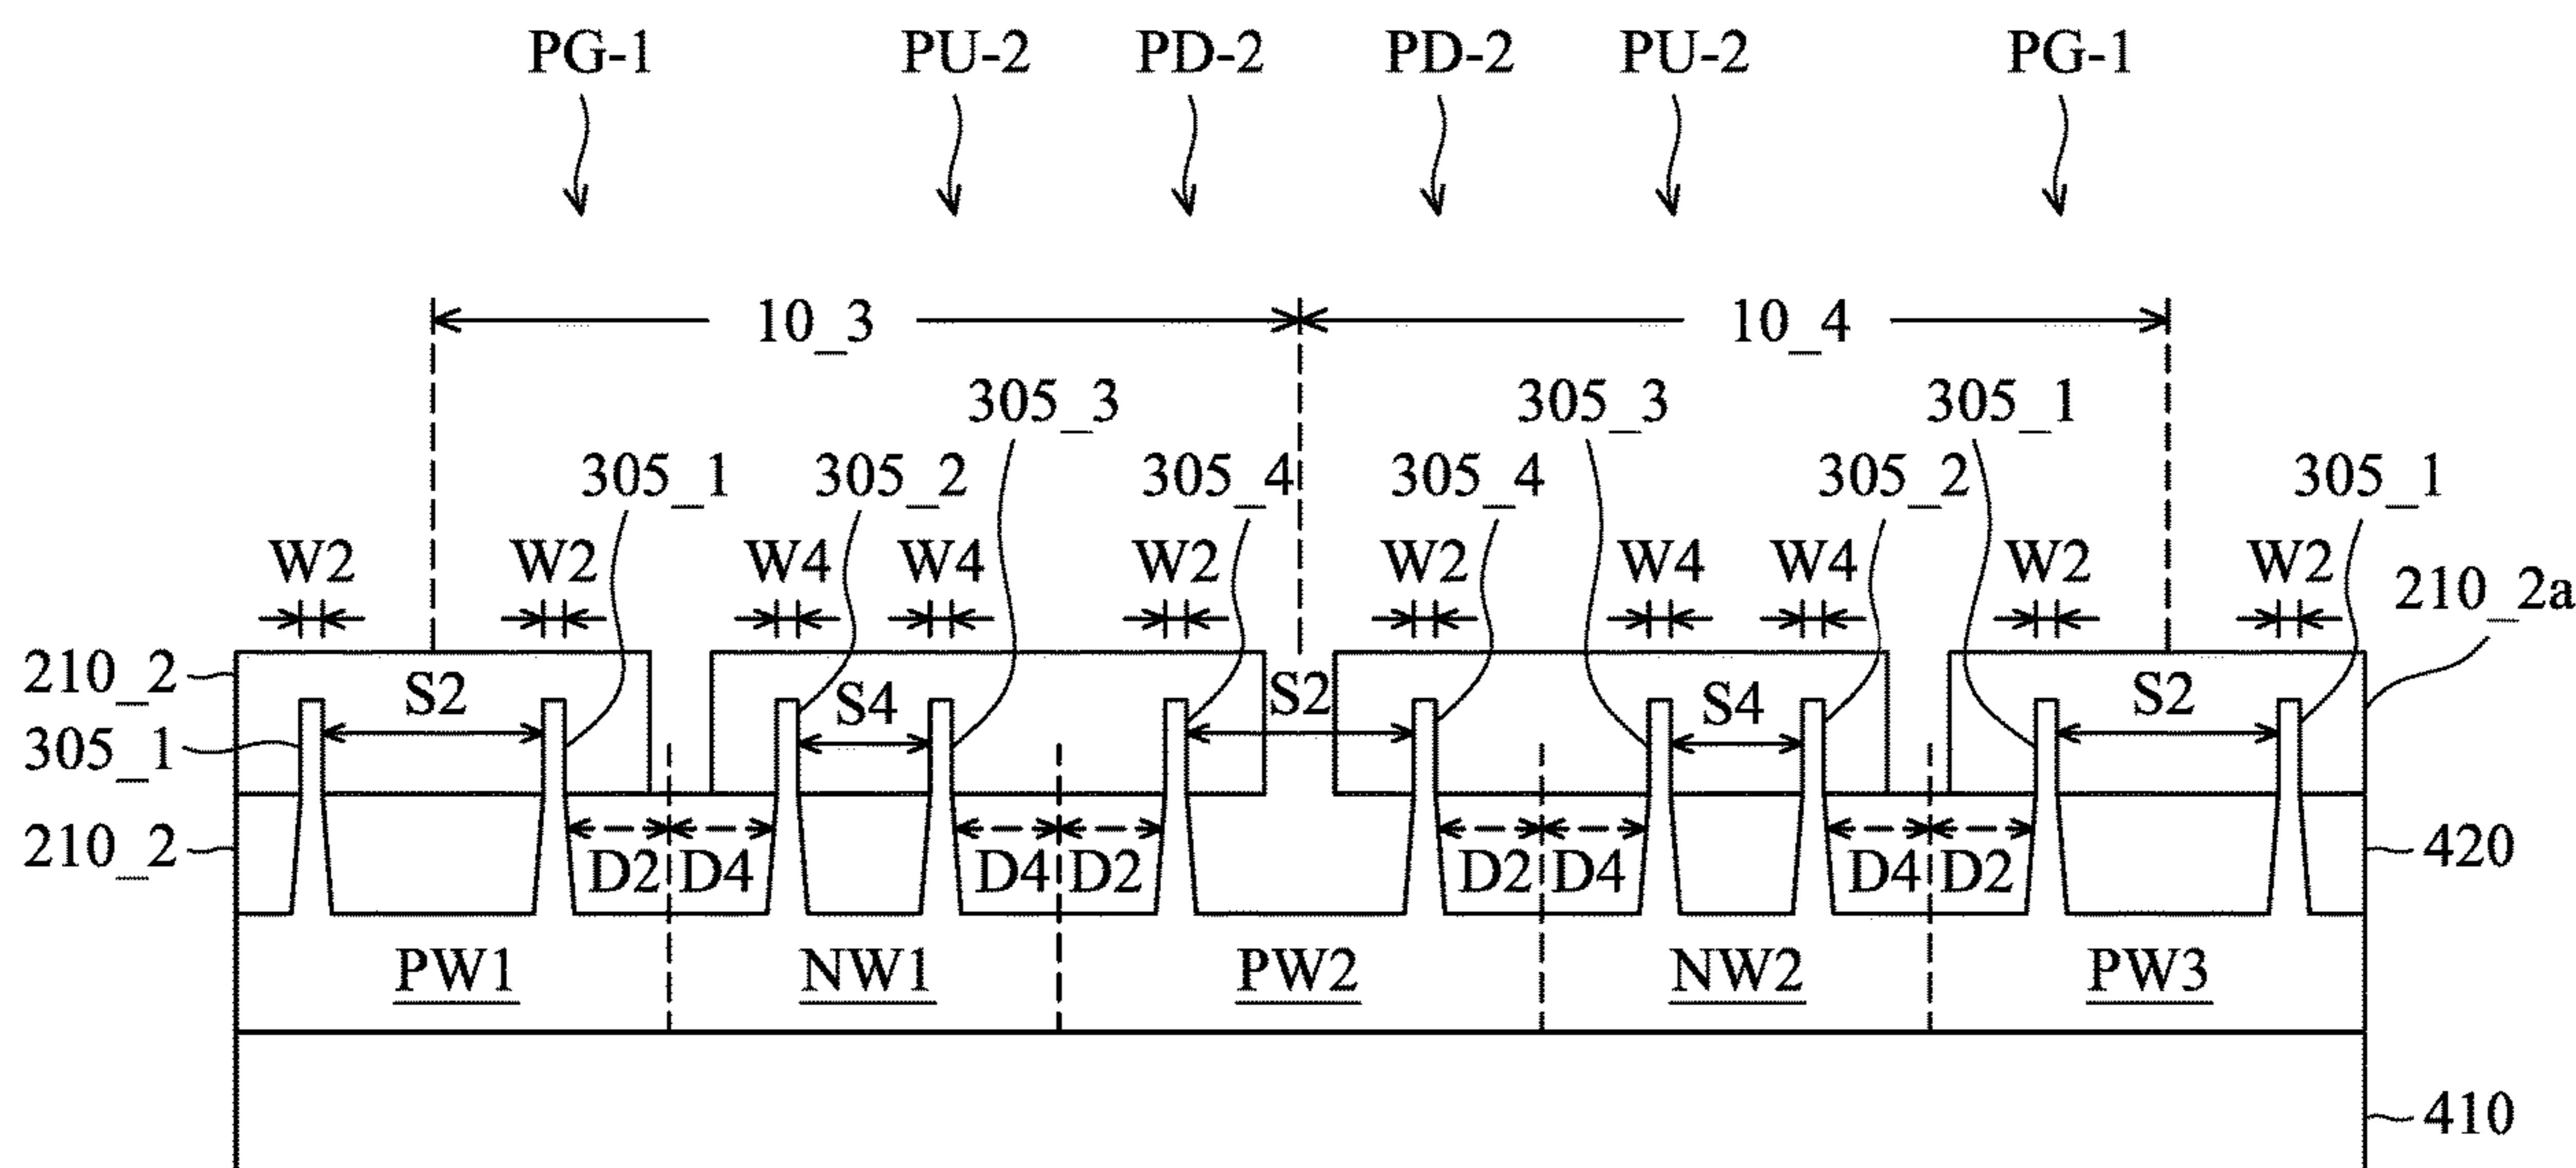 PG-1 PU-2 PD-2 PD-2 PU-2 PG-1
10_3 10_4
305_3 305_3 305_1
305_1 305_2 305_4 305_4 305_2 305_1
W2 W2 W4 W4 W2 W2 W4 W4 W2 W2
210_2a
210_2 S2 S4 S2 S4 S2
305_1
210_2 D2 D4 D4 D2 D2 D4 D4 D2 420
PW1 NW1 PW2 NW2 PW3
410